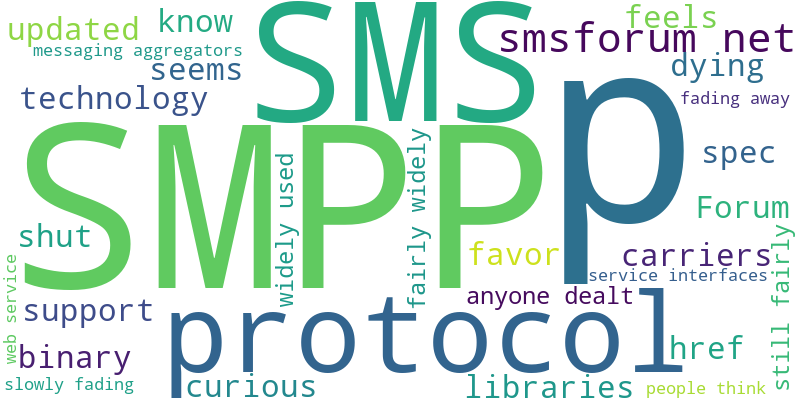 updated
know
messaging aggregators
seems
technology
SMS
feels
smsforum net
dying
fading away
SMPP
p
spec
Forum
shut
widely used
fairly widely
favor
carriers
service interfaces
still fairly
web service
support
anyone dealt
protocol
href
binary
slowly fading
curious
libraries
people think